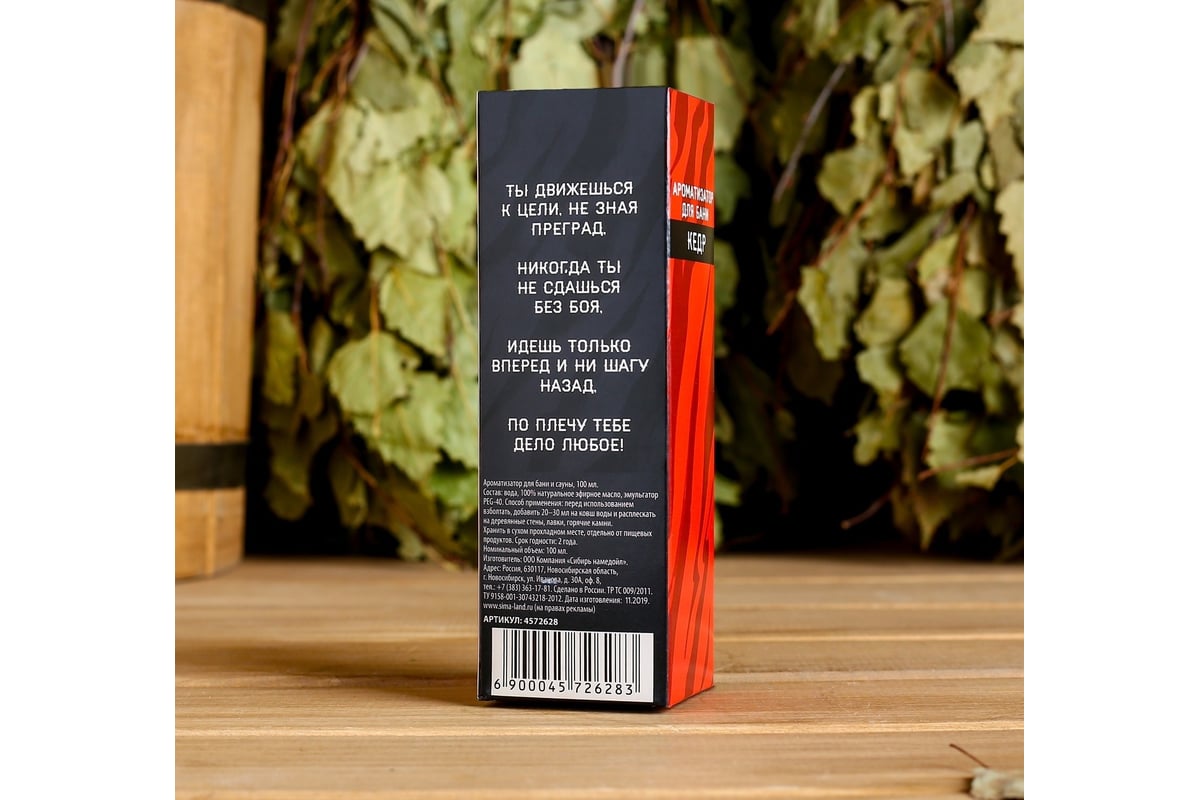 ТЫ ДВИЖЕШЬСЯ
К ЦЕЛИ, НЕ ЗНАЯ
ПРЕГРАД,
НИКОГДА ТЫ
НЕ СДАШЬСЯ
БЕЗ БОЯ,
ИДЕШЬ ТОЛЬКО
ВПЕРЕД И НИ ШАГУ
НАЗАД,
ПО ПЛЕЧУ ТЕБЕ
ДЕЛО ЛЮБОЕ!
Ароматизатор для бани и сауны, 100 мл.
Состав: вода, 100% натуральное эфирное масло, эмульгатор
PEG-40. Способ применения: перед использованием
взболтать, добавить 20–30 мл на ковш воды и расплескать
на деревянные стены, лавки, горячие камни.
Хранить в сухом прохладном месте, отдельно от пищевых
продуктов. Срок годности: 2 года.
Номинальный объем: 100 мл.
Изготовитель: ООО Компания «Сибирь намедойл».
Адрес: Россия, 630117, Новосибирская область,
г. Новосибирск, ул. Иванова, д. 30А, оф. 8,
тел.: +7 (383) 363-17-81. Сделано в России. ТР ТС 009/2011.
ТУ 9158-001-30743218-2012. Дата изготовления: 11.2019.
www.sima-land.ru (на правах рекламы)
АРТИКУЛ: 4572628
6 900045 726283
АРОМАТИЗАТОР
ДЛЯ БАНИ
КЕДР